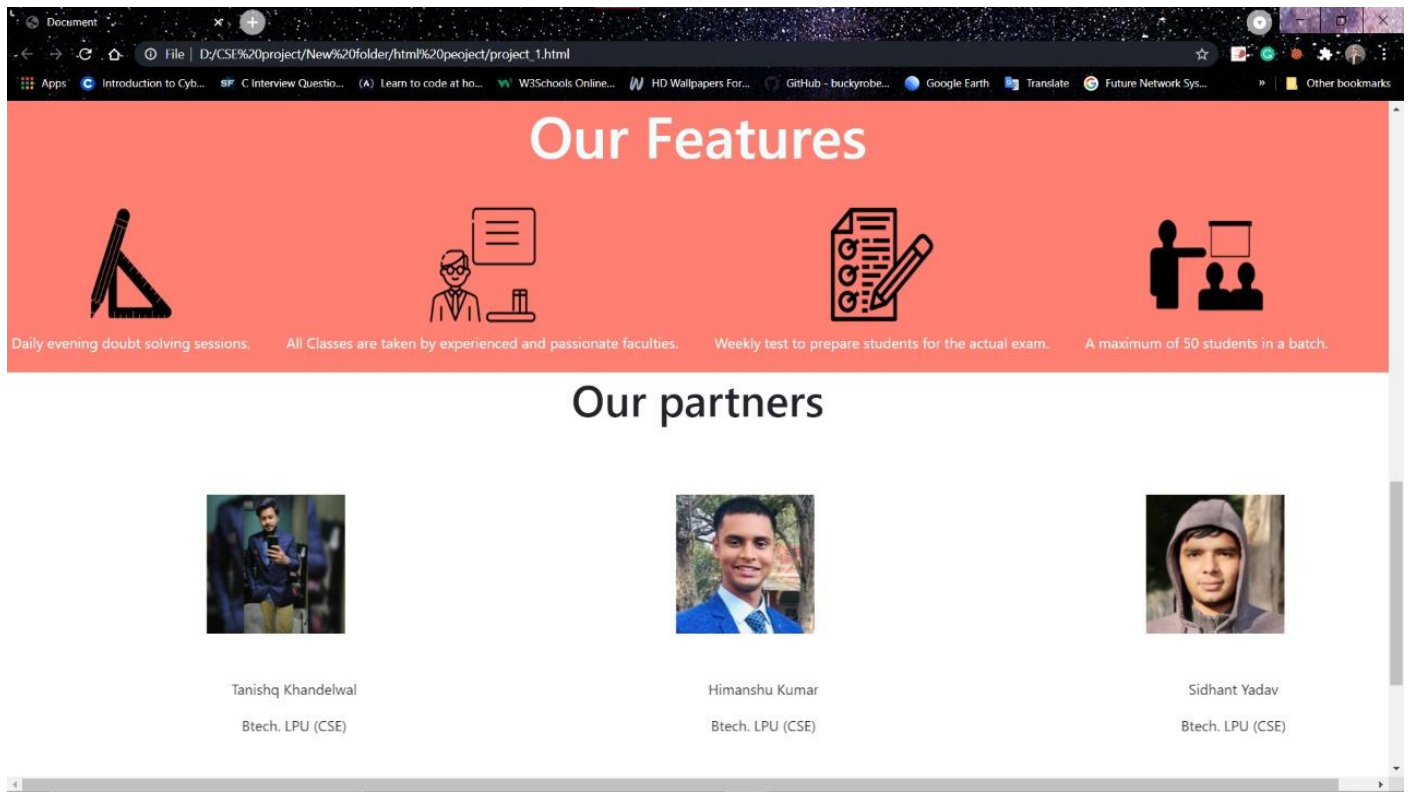 Document
File | D:/CSE%20project/New%20folder/html%20peoject/project_1.html
Apps Introduction to Cyb... SF C Interview Questio... (A) Learn to code at ho... W3Schools Online... HD Wallpapers For... GitHub - buckyrobe... Google Earth Translate Future Network Sys... » Other bookmarks
Our Features
Daily evening doubt solving sessions. All Classes are taken by experienced and passionate faculties. Weekly test to prepare students for the actual exam. A maximum of 50 students in a batch.
Our partners
Tanishq Khandelwal Himanshu Kumar Sidhant Yadav
Btech. LPU (CSE) Btech. LPU (CSE) Btech. LPU (CSE)